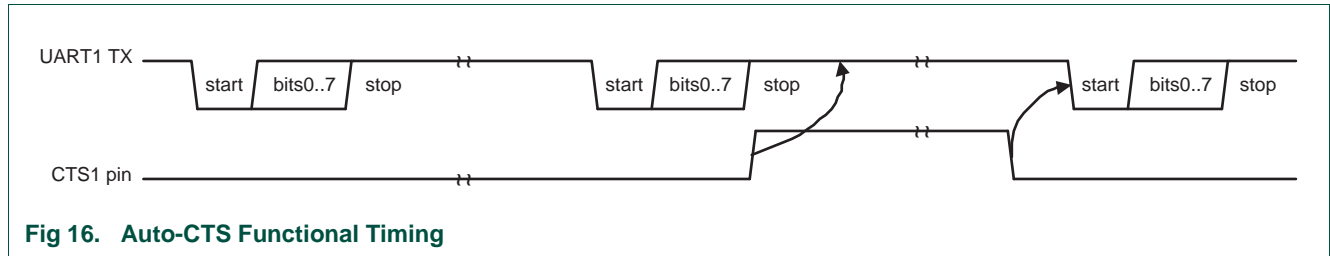 UART1 TX
start bits0..7 stop start bits0..7 stop start bits0..7 stop
CTS1 pin
Fig 16. Auto-CTS Functional Timing